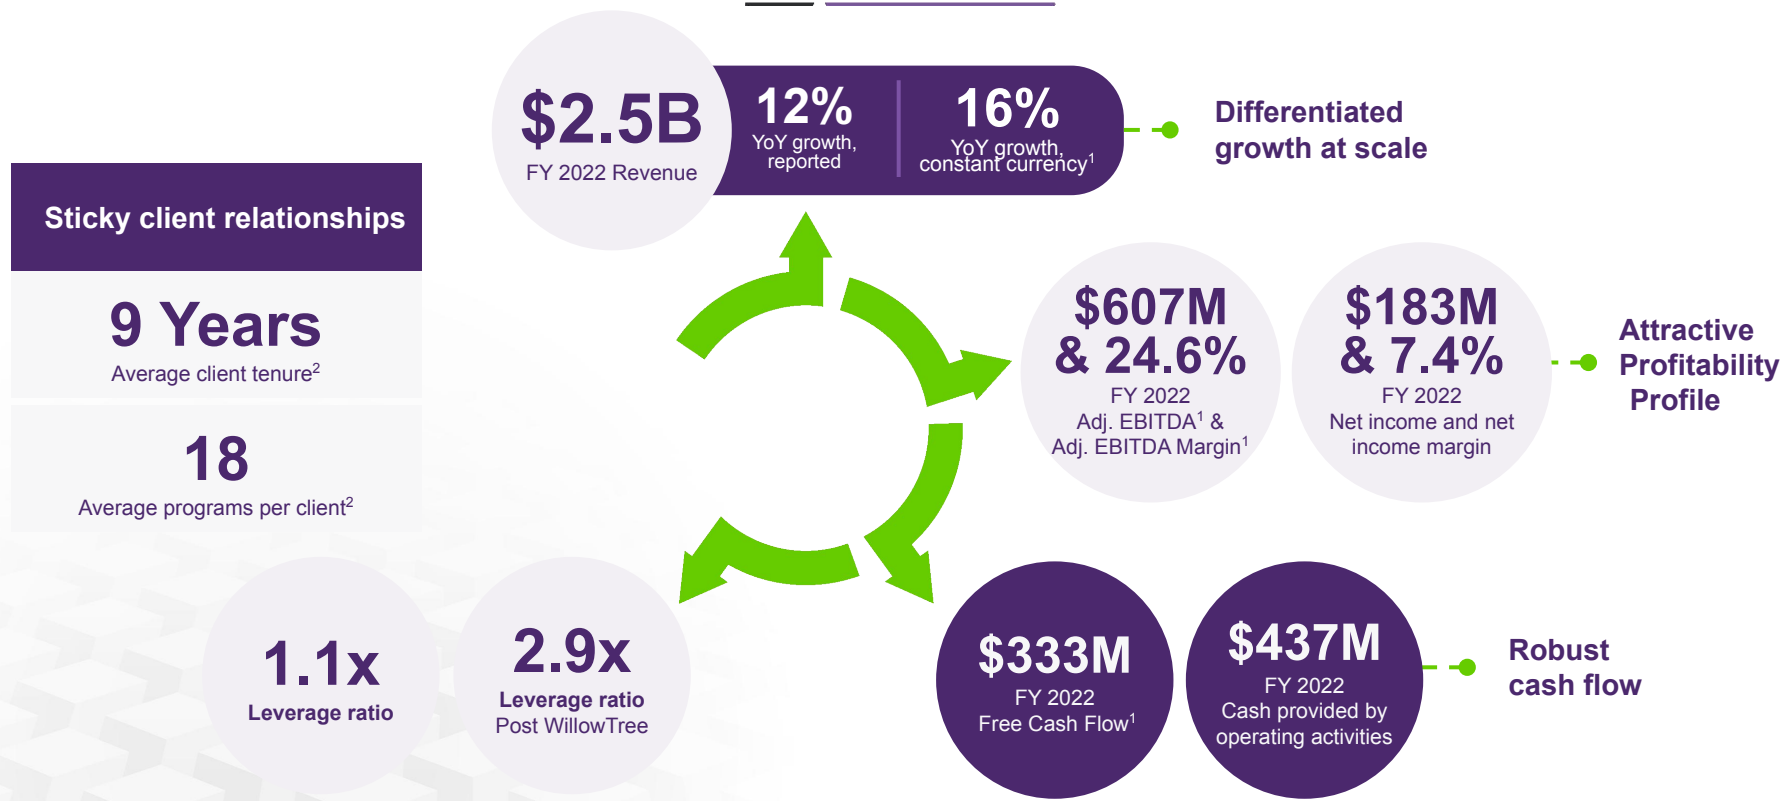 $2.5B
FY 2022 Revenue
12%
YoY growth,
reported
16%
YoY growth,
constant currency¹
Differentiated
growth at scale
Sticky client relationships
9 Years
Average client tenure²
18
Average programs per client²
$607M
& 24.6%
FY 2022
Adj. EBITDA¹ &
Adj. EBITDA Margin¹
$183M
& 7.4%
FY 2022
Net income and net
income margin
Attractive
Profitability
Profile
1.1x
Leverage ratio
2.9x
Leverage ratio
Post WillowTree
$333M
FY 2022
Free Cash Flow¹
$437M
FY 2022
Cash provided by
operating activities
Robust
cash flow